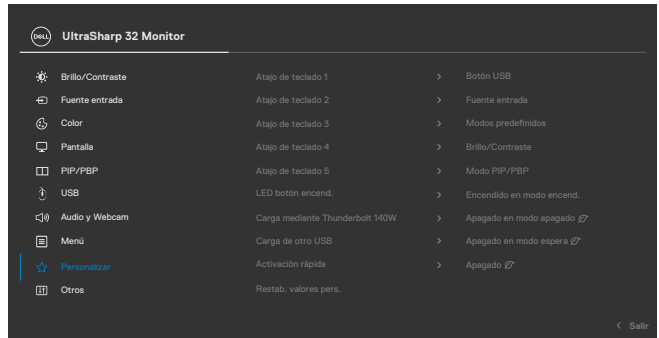 DELL UltraSharp 32 Monitor
Brillo/Contraste Atajo de teclado 1 > Botón USB
Fuente entrada Atajo de teclado 2 > Fuente entrada
Color Atajo de teclado 3 > Modos predefinidos
Pantalla Atajo de teclado 4 > Brillo/Contraste
PIP/PBP Atajo de teclado 5 > Modo PIP/PBP
USB LED botón encend. > Encendido en modo encend.
Audio y Webcam Carga mediante Thunderbolt 140W > Apagado en modo apagado
Menú Carga de otro USB > Apagado en modo espera
Personalizar Activación rápida > Apagado
Otros Restab. valores pers.
< Salir